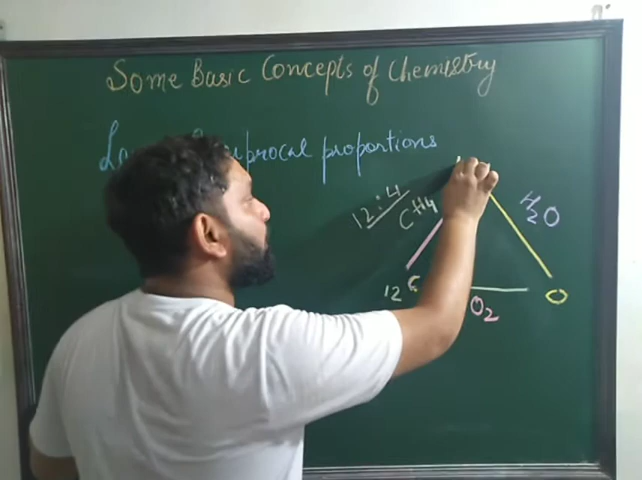 Some Basic Concepts of Chemistry
proportions
12:4
CH4
H2O
12 C
O2
O